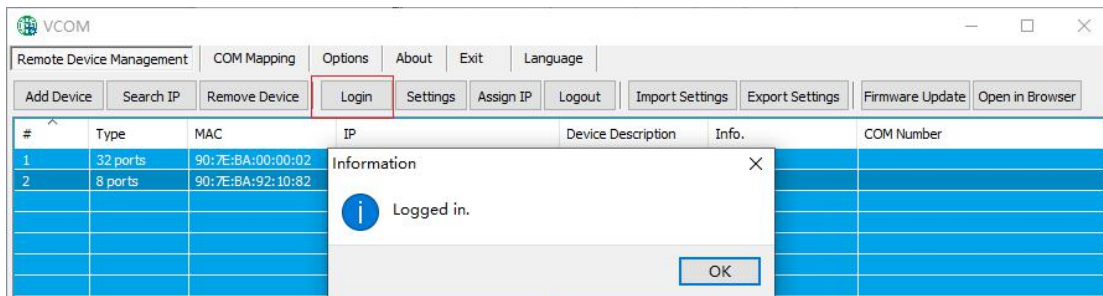 VCOM
Remote Device Management COM Mapping Options About Exit Language
Add Device Search IP Remove Device Login Settings Assign IP Logout Import Settings Export Settings Firmware Update Open in Browser
# Type MAC IP Device Description Info. COM Number
1 32 ports 90:7E:BA:00:00:02
2 8 ports 90:7E:BA:92:10:82
Information
Logged in.
OK